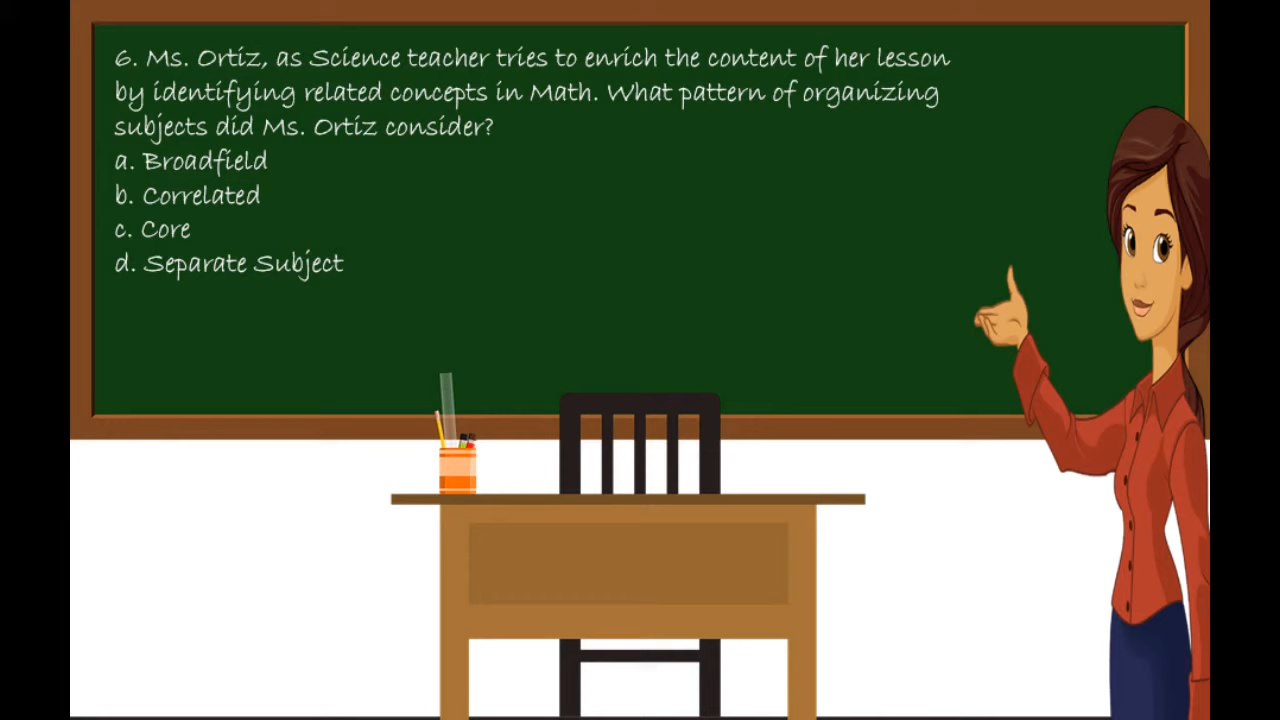 6. Ms. Ortiz, as Science teacher tries to enrich the content of her lesson
by identifying related concepts in Math. What pattern of organizing
subjects did Ms. Ortiz consider?
a. Broadfield
b. Correlated
c. Core
d. Separate Subject